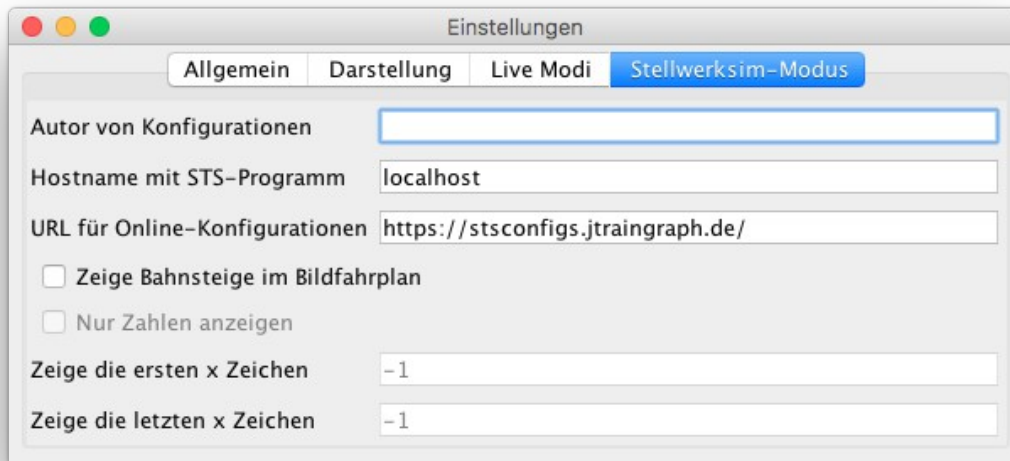 Einstellungen
Allgemein Darstellung Live Modi Stellwerksim-Modus
Autor von Konfigurationen
Hostname mit STS-Programm localhost
URL für Online-Konfigurationen https://stsconfigs.jtraingraph.de/
Zeige Bahnsteige im Bildfahrplan
Nur Zahlen anzeigen
Zeige die ersten x Zeichen -1
Zeige die letzten x Zeichen -1